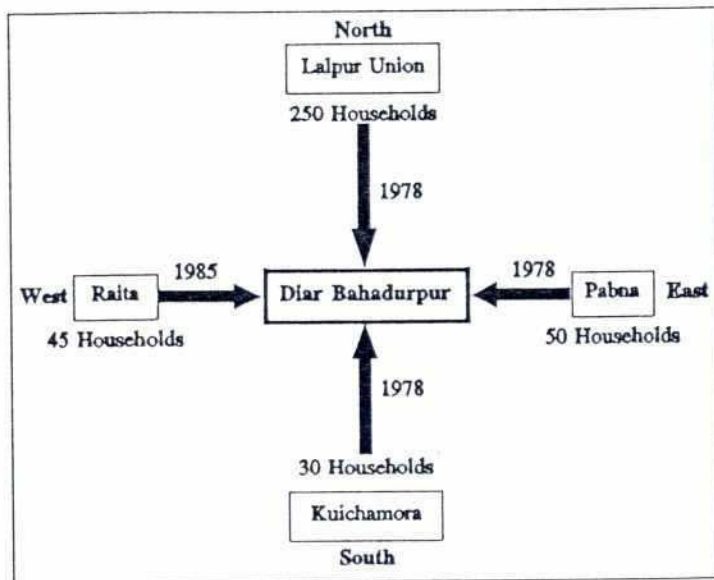 North
Lalpur Union
250 Households
1978
1985
1978
West
Raita
Diar Bahadurpur
Pabna
East
45 Households
50 Households
1978
30 Households
Kuichamora
South